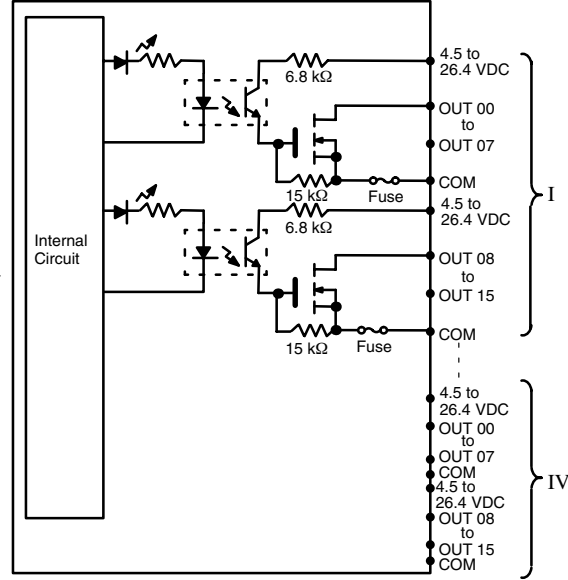 4.5 to
26.4 VDC
6.8 kΩ
OUT 00
to
OUT 07
COM
15 kΩ
Fuse
I
4.5 to
26.4 VDC
6.8 kΩ
Internal
Circuit
OUT 08
to
OUT 15
COM
15 kΩ
Fuse
4.5 to
26.4 VDC
OUT 00
to
OUT 07
COM
4.5 to
26.4 VDC
OUT 08
to
OUT 15
COM
IV